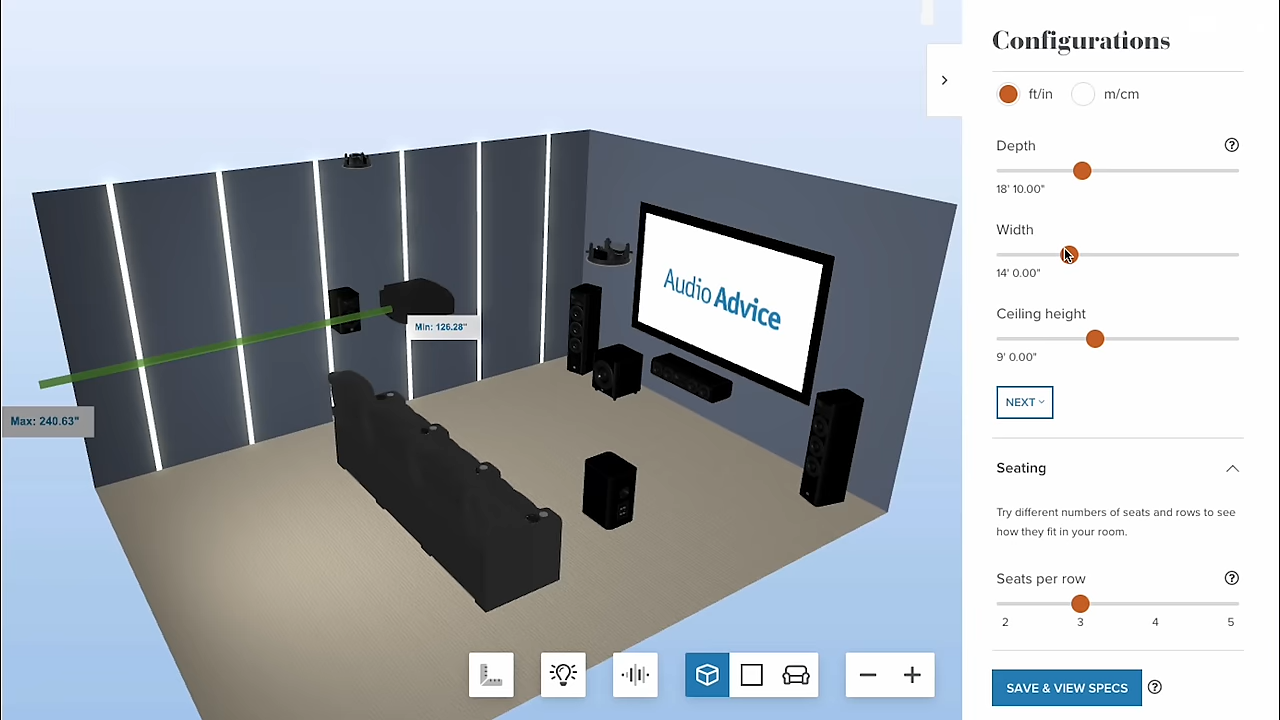 Configurations
ft/in
m/cm
Depth
18' 10.00"
Width
14' 0.00"
Ceiling height
9' 0.00"
NEXT
Seating
Try different numbers of seats and rows to see
how they fit in your room.
Seats per row
2 3 4 5
SAVE & VIEW SPECS
Audio Advice
Min: 126.28"
Max: 240.63"